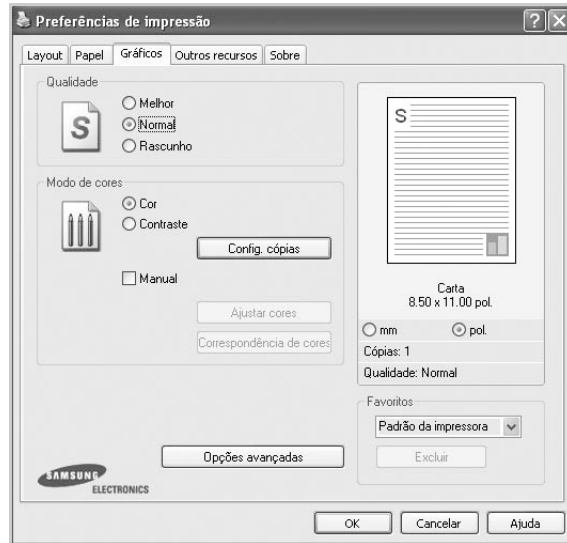 Preferências de impressão
Layout Papel Gráficos Outros recursos Sobre
Qualidade
S
Melhor
Normal
Rascunho
Modo de cores
Cor
Contraste
Config. cópias
Manual
Ajustar cores
Correspondência de cores
Opções avançadas
SAMSUNG
ELECTRONICS
S
Carta
8.50 x 11.00 pol.
mm pol.
Cópias: 1
Qualidade: Normal
Favoritos
Padrão da impressora
Excluir
OK Cancelar Ajuda